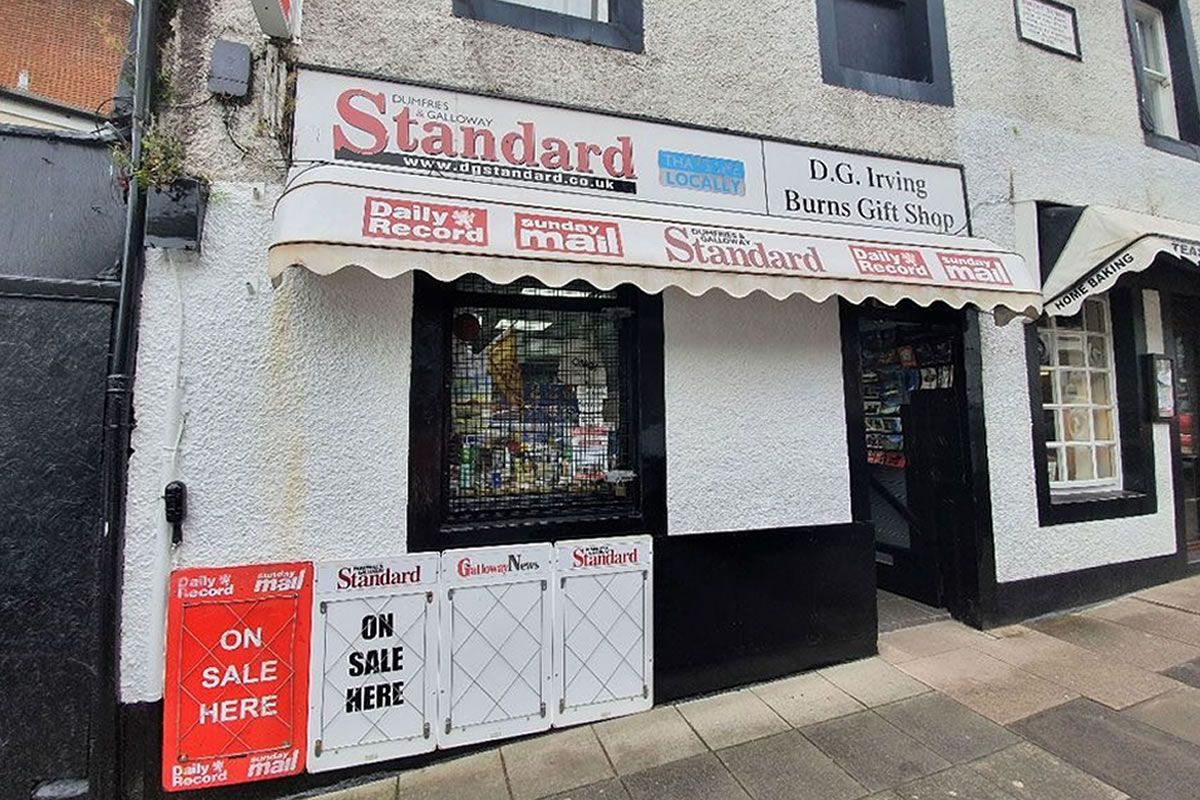 DUMFRIES
& GALLOWAY
Standard
www.dgstandard.co.uk
LOCALLY
D.G. Irving
Burns Gift Shop
Daily
Record
sunday
mail
DUMFRIES &
GALLOWAY
Standard
Daily
Record
sunday
mail
HOME BAKING
Daily
Record
sunday
mail
ON
SALE
HERE
Daily
Record
sunday
mail
Standard
ON
SALE
HERE
Galloway News
Standard